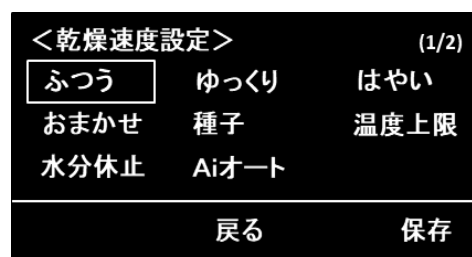 ＜乾燥速度設定＞ (1/2)
ふつう ゆっくり はやい
おまかせ 種子 温度上限
水分休止 Aiオート
戻る 保存